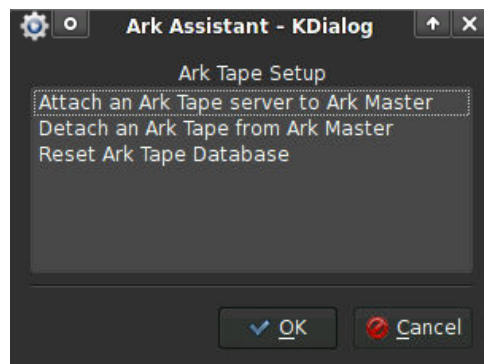 Ark Assistant - KDialog
Ark Tape Setup
Attach an Ark Tape server to Ark Master
Detach an Ark Tape from Ark Master
Reset Ark Tape Database
OK
Cancel